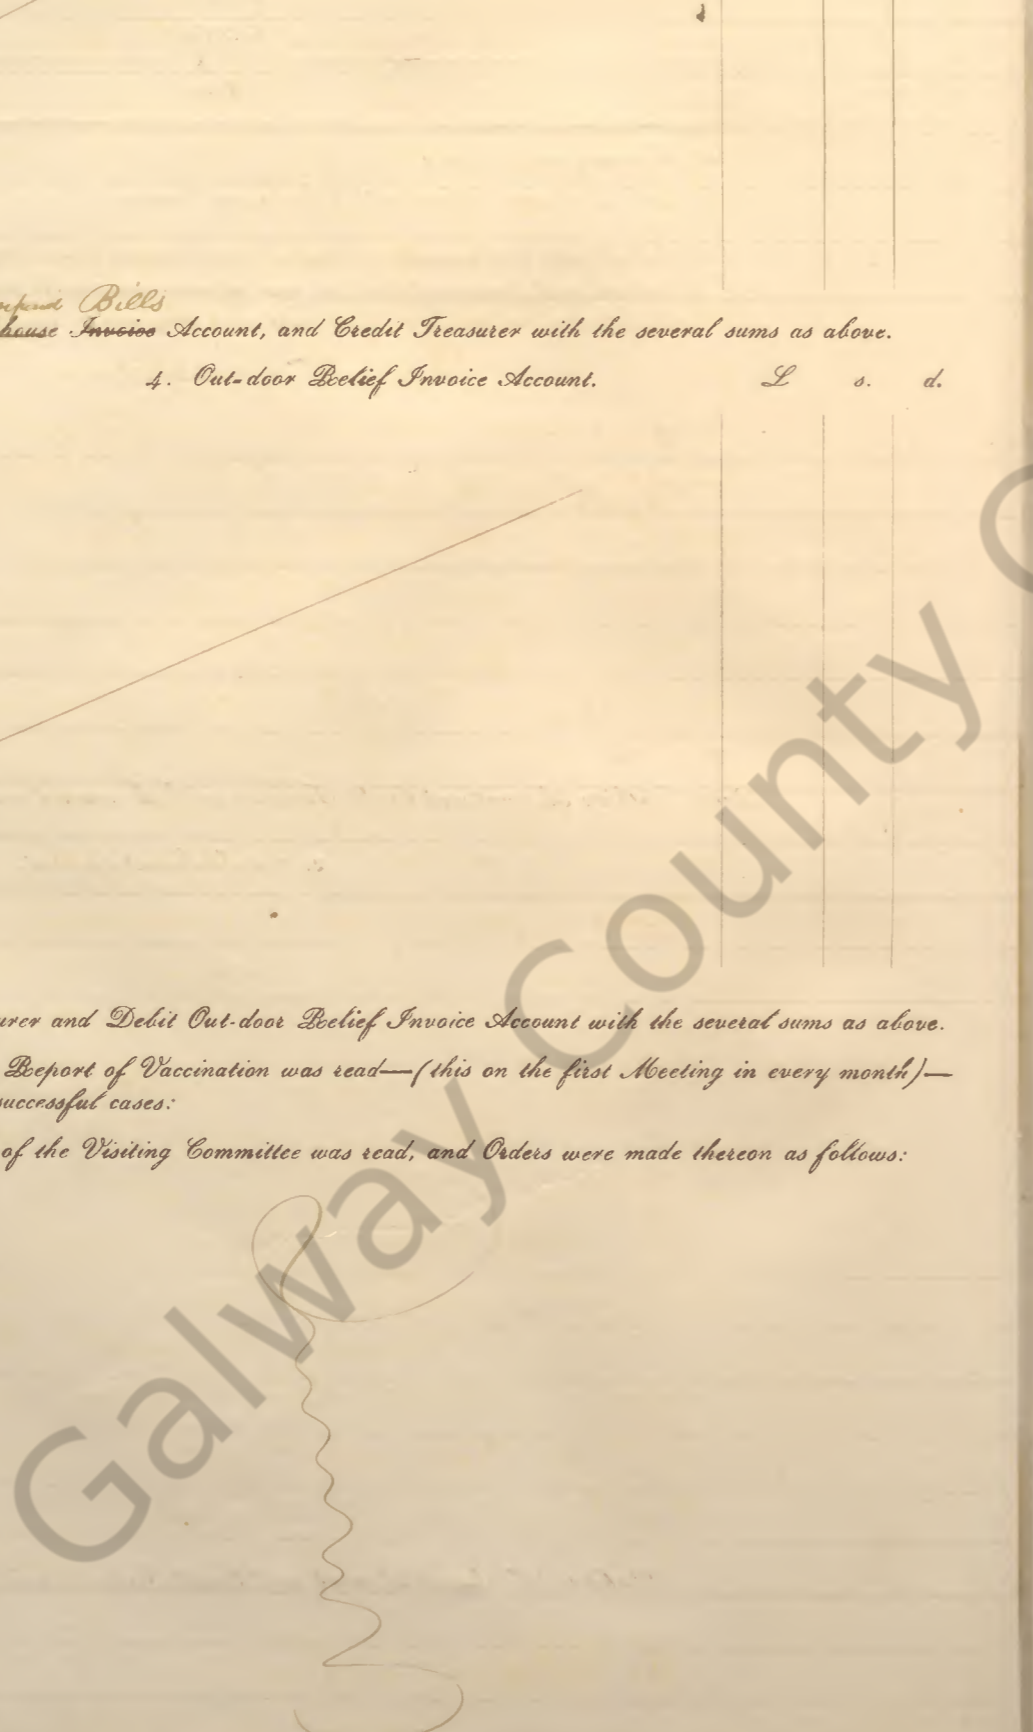 Bills
house Invoice Account, and Credit Treasurer with the several sums as above.
4. Out-door Relief Invoice Account. £ s. d.
urer and Debit Out-door Relief Invoice Account with the several sums as above.
Report of Vaccination was read—(this on the first Meeting in every month)—
successful cases:
of the Visiting Committee was read, and Orders were made thereon as follows:
Galway County C